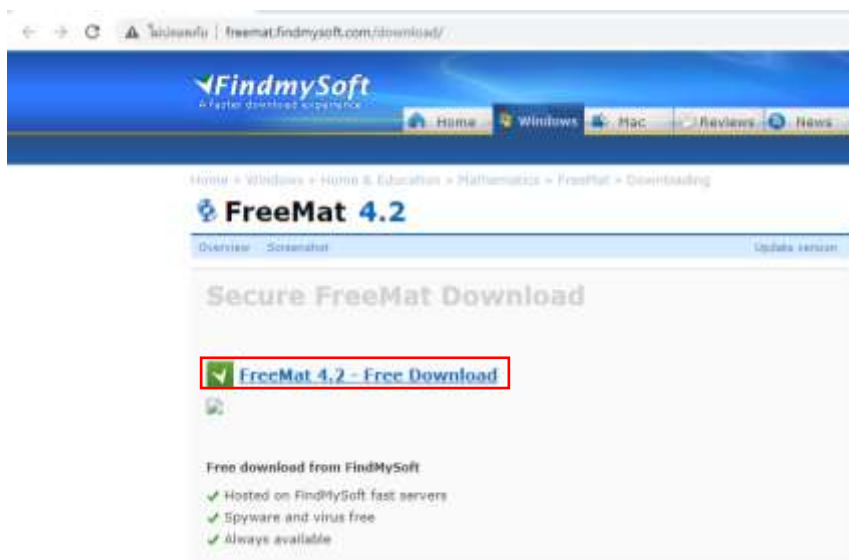 ไม่ปลอดภัย | freemat.findmysoft.com/download/
FindmySoft
A faster download experience
Home Windows Mac Reviews News
Home » Windows » Home & Education » Mathematics » FreeMat » Downloading
FreeMat 4.2
Overview Screenshot Update version
Secure FreeMat Download
FreeMat 4.2 - Free Download
Free download from FindMySoft
Hosted on FindMySoft fast servers
Spyware and virus free
Always available